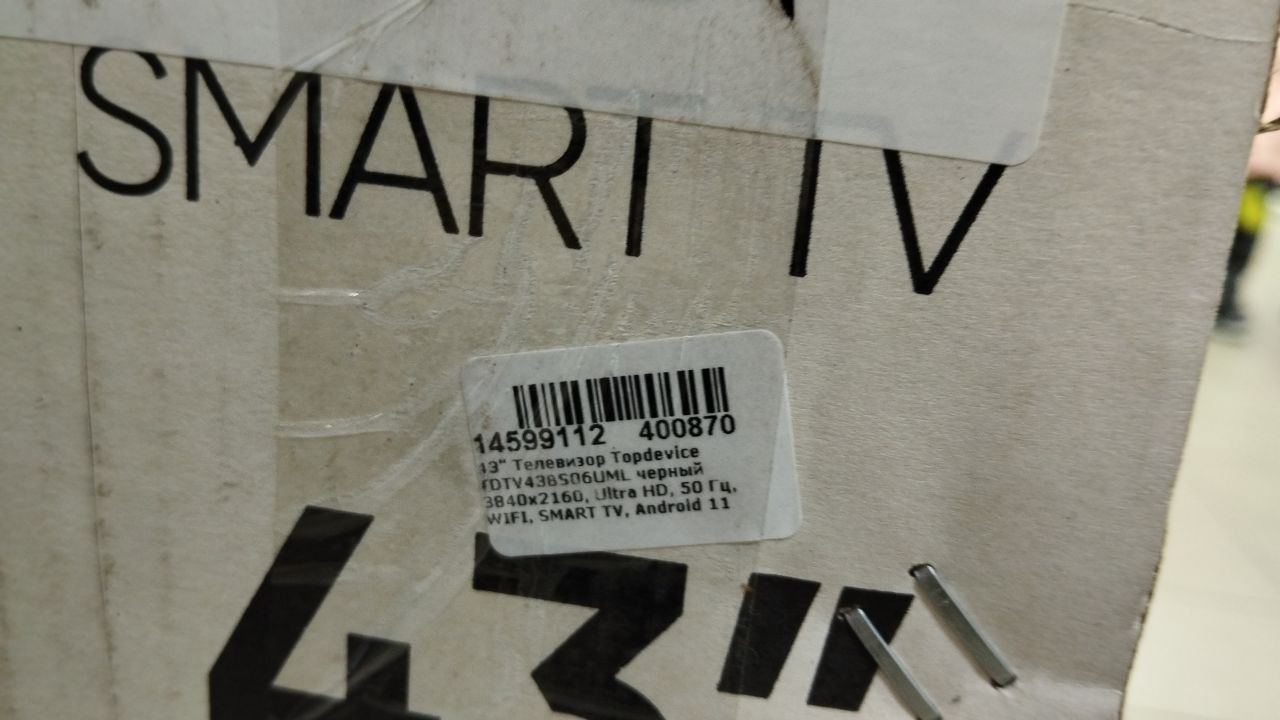 SMART TV
14599112 400870
43" Телевизор Topdevice
TDTV43BS06UML черный
3840x2160, Ultra HD, 50 Гц,
WIFI, SMART TV, Android 11
43"